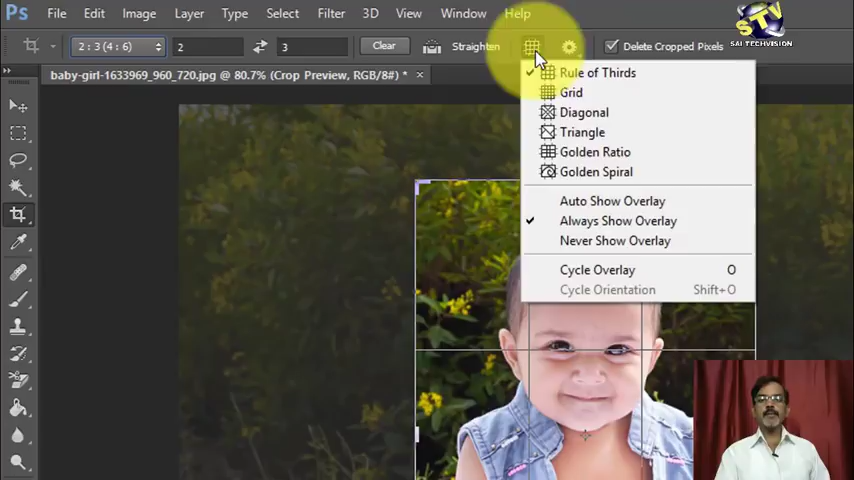 Ps File Edit Image Layer Type Select Filter 3D View Window Help
2 : 3 (4 : 6) 2 3 Clear Straighten Delete Cropped Pixels
STV
SAI TECHVISION
baby-girl-1633969_960_720.jpg @ 80.7% (Crop Preview, RGB/8#) * ×
Rule of Thirds
Grid
Diagonal
Triangle
Golden Ratio
Golden Spiral
Auto Show Overlay
Always Show Overlay
Never Show Overlay
Cycle Overlay O
Cycle Orientation Shift+O